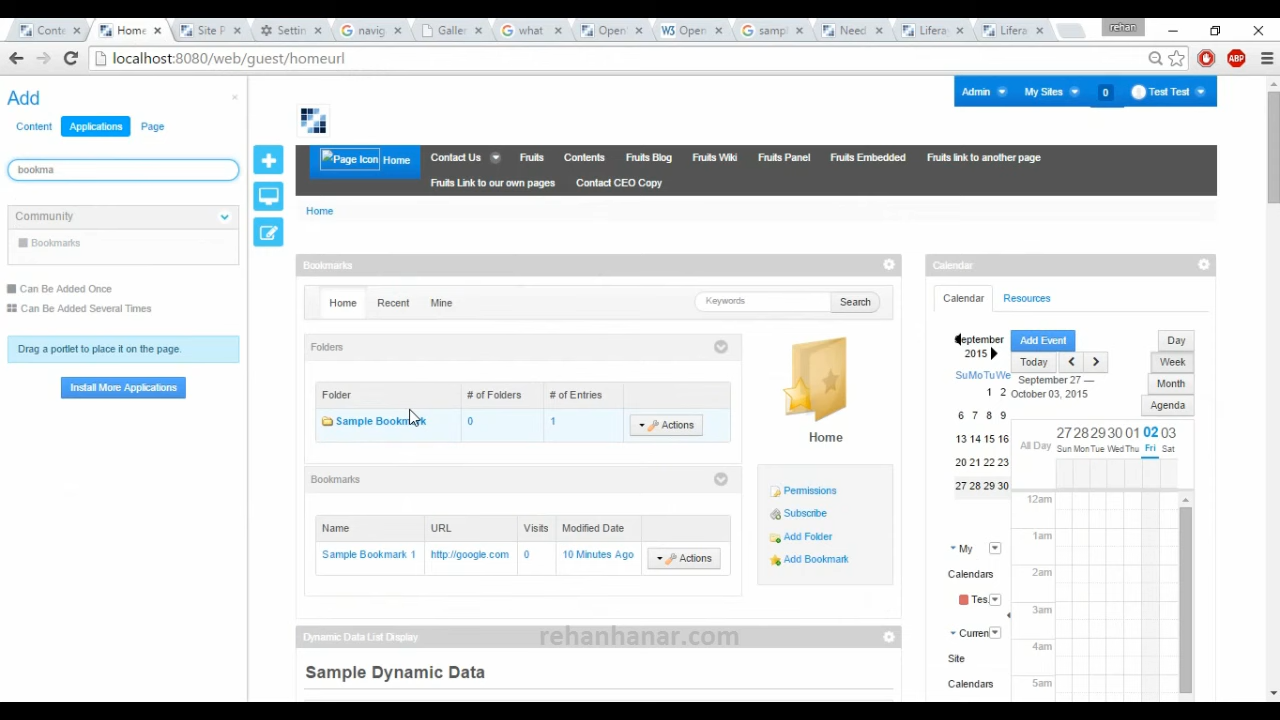 Conte
Home
Site P
Settin
navig
Galler
what
Open
W3 Open
sampl
Need
Lifera
Lifera
rehan
localhost:8080/web/guest/homeurl
ABP
Add
Content Applications Page
bookma
Community
Bookmarks
Can Be Added Once
Can Be Added Several Times
Drag a portlet to place it on the page.
Install More Applications
Admin My Sites 0 Test Test
Page Icon Home Contact Us Fruits Contents Fruits Blog Fruits Wiki Fruits Panel Fruits Embedded Fruits link to another page
Fruits Link to our own pages Contact CEO Copy
Home
Bookmarks
Home Recent Mine Keywords Search
Folders
Folder # of Folders # of Entries
Sample Bookmark 0 1 Actions
Bookmarks
Name URL Visits Modified Date
Sample Bookmark 1 http://google.com 0 10 Minutes Ago Actions
Home
Permissions
Subscribe
Add Folder
Add Bookmark
Dynamic Data List Display
rehanhanar.com
Sample Dynamic Data
Calendar
Calendar Resources
September
2015
SuMoTuWe
1 2
6 7 8 9
13 14 15 16
20 21 22 23
27 28 29 30
Add Event
Today
September 27 —
October 03, 2015
Day
Week
Month
Agenda
All Day
27 28 29 30 01 02 03
Sun Mon Tue Wed Thu Fri Sat
12am
1am
2am
3am
4am
5am
My
Calendars
Tes
Curren
Site
Calendars